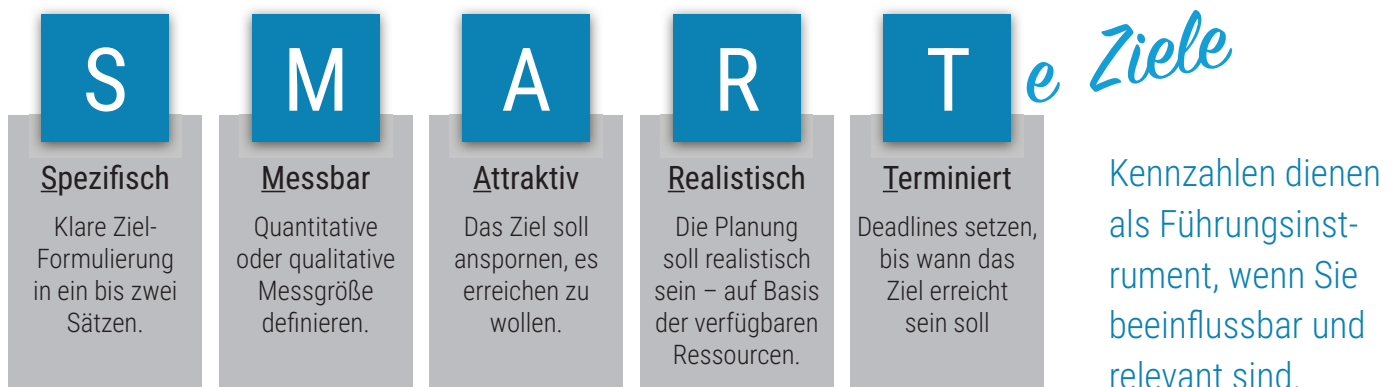 S M A R T e Ziele
Spezifisch
Klare Ziel-
Formulierung
in ein bis zwei
Sätzen.
Messbar
Quantitative
oder qualitative
Messgröße
definieren.
Attraktiv
Das Ziel soll
anspornen, es
erreichen zu
wollen.
Realistisch
Die Planung
soll realistisch
sein – auf Basis
der verfügbaren
Ressourcen.
Terminiert
Deadlines setzen,
bis wann das
Ziel erreicht
sein soll
Kennzahlen dienen
als Führungsinst-
rument, wenn Sie
beeinflussbar und
relevant sind.